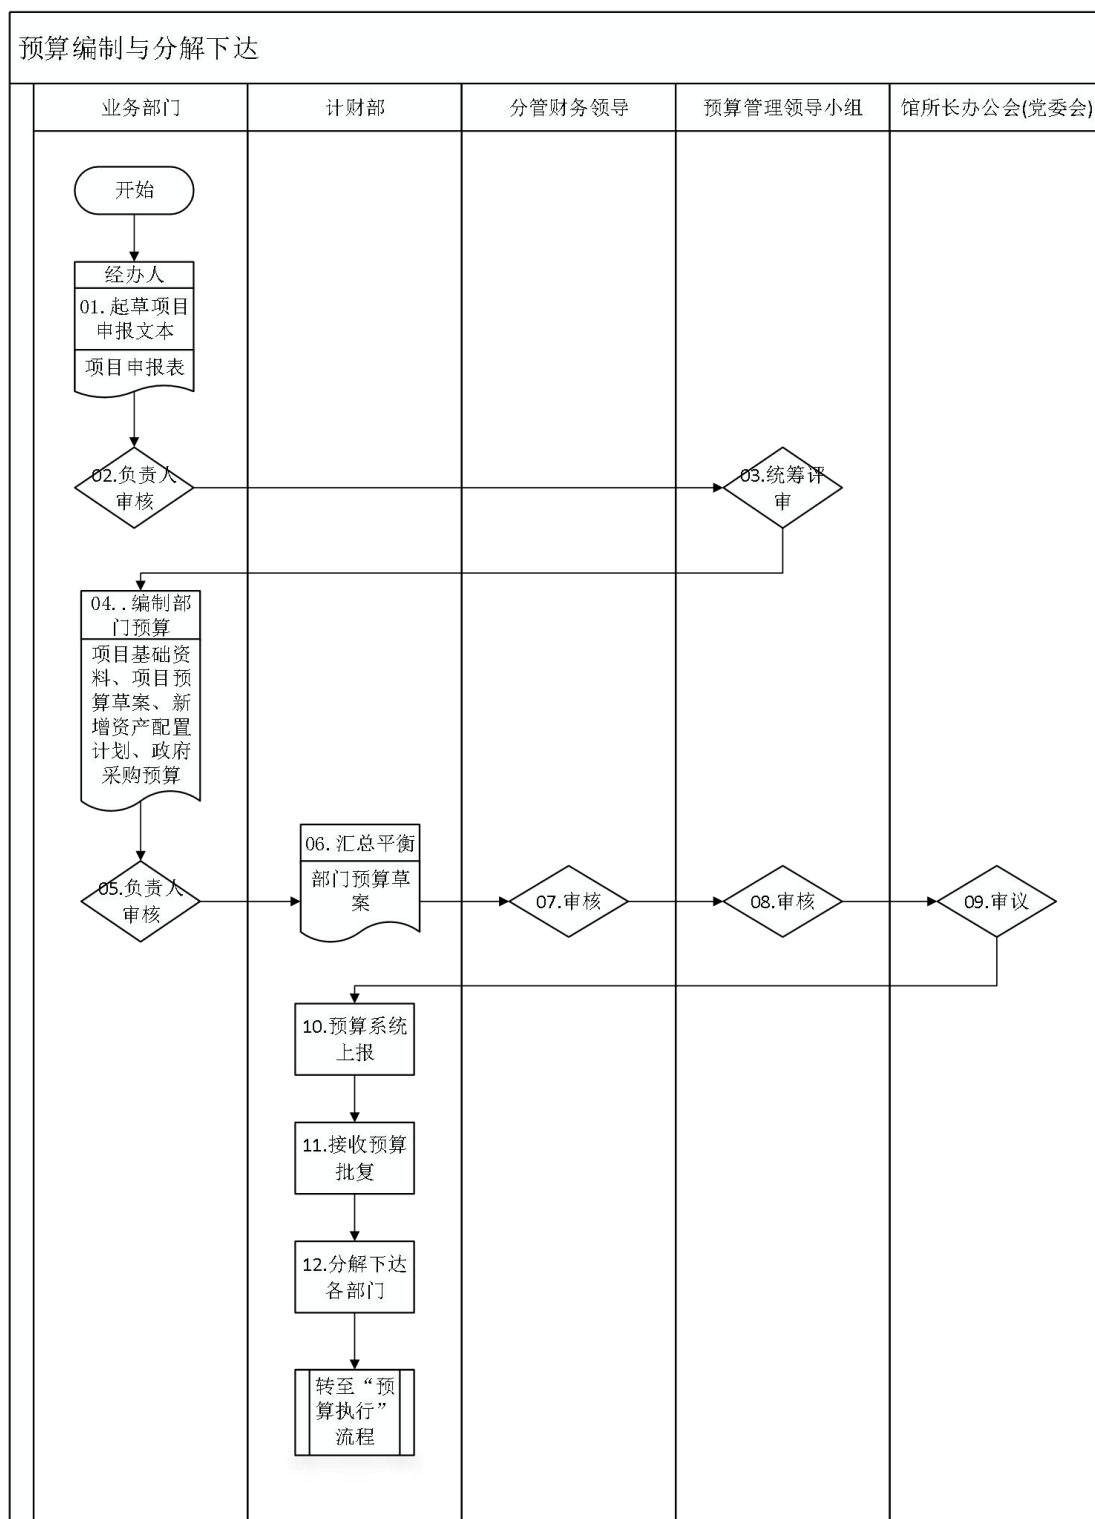 预算编制与分解下达
业务部门
计财部
分管财务领导
预算管理领导小组
馆所长办公会(党委会)
开始
经办人
01.起草项目
申报文本
项目申报表
02.负责人
审核
03.统筹评
审
04..编制部
门预算
项目基础资
料、项目预
算草案、新
增资产配置
计划、政府
采购预算
05.负责人
审核
06.汇总平衡
部门预算草
案
07.审核
08.审核
09.审议
10.预算系统
上报
11.接收预算
批复
12.分解下达
各部门
转至“预
算执行”
流程